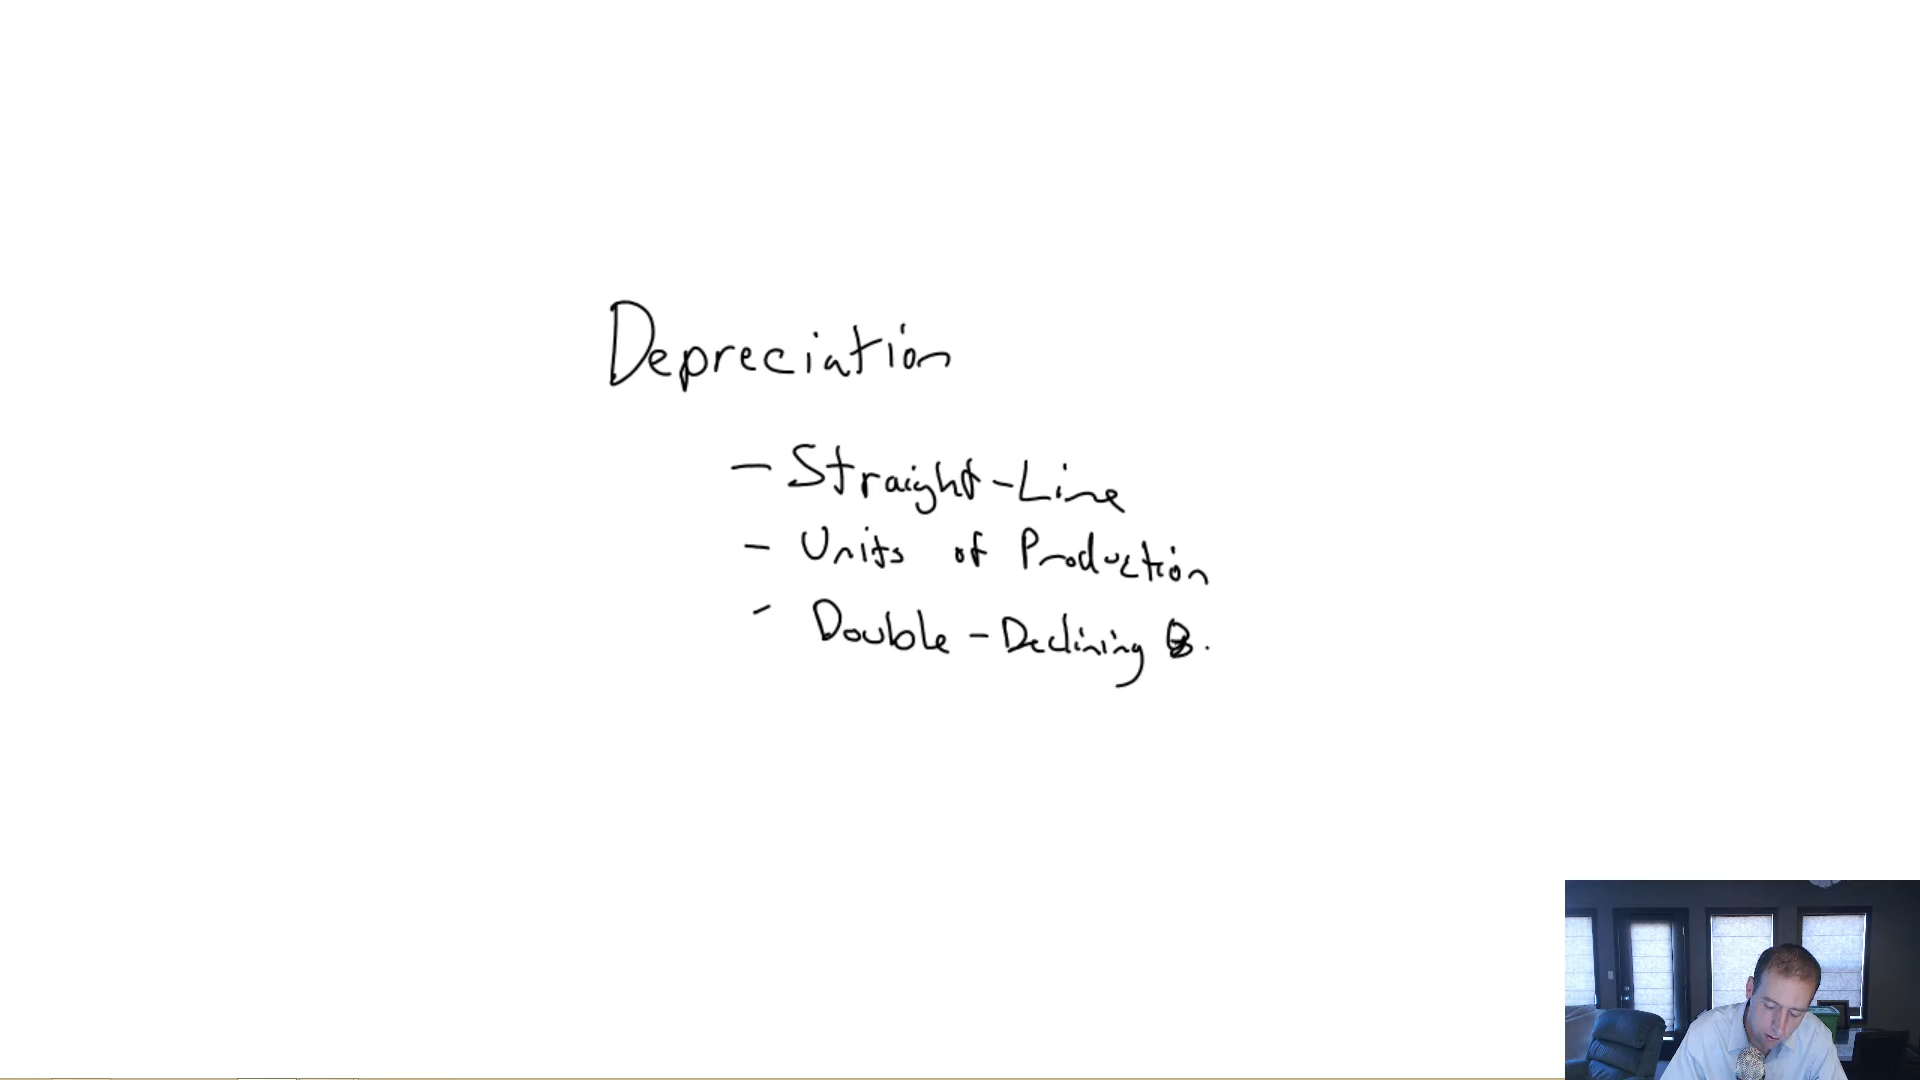 Depreciation
- Straight-Line
- Units of Production
- Double-Declining B.